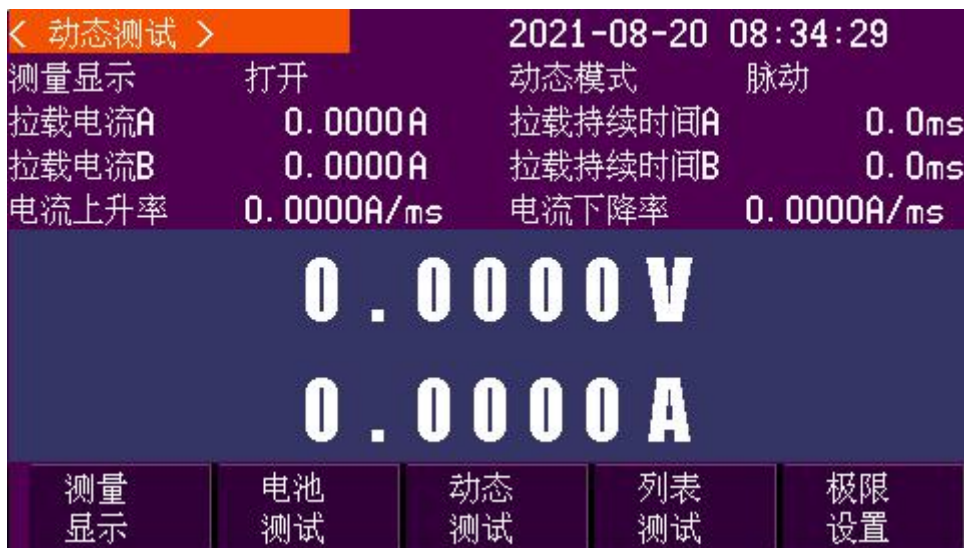 < 动态测试 > 2021-08-20 08:34:29
测量显示 打开 动态模式 脉动
拉载电流A 0.0000A 拉载持续时间A 0.0ms
拉载电流B 0.0000A 拉载持续时间B 0.0ms
电流上升率 0.0000A/ms 电流下降率 0.0000A/ms
0.0000V
0.0000A
测量 电池 动态 列表 极限
显示 测试 测试 测试 设置